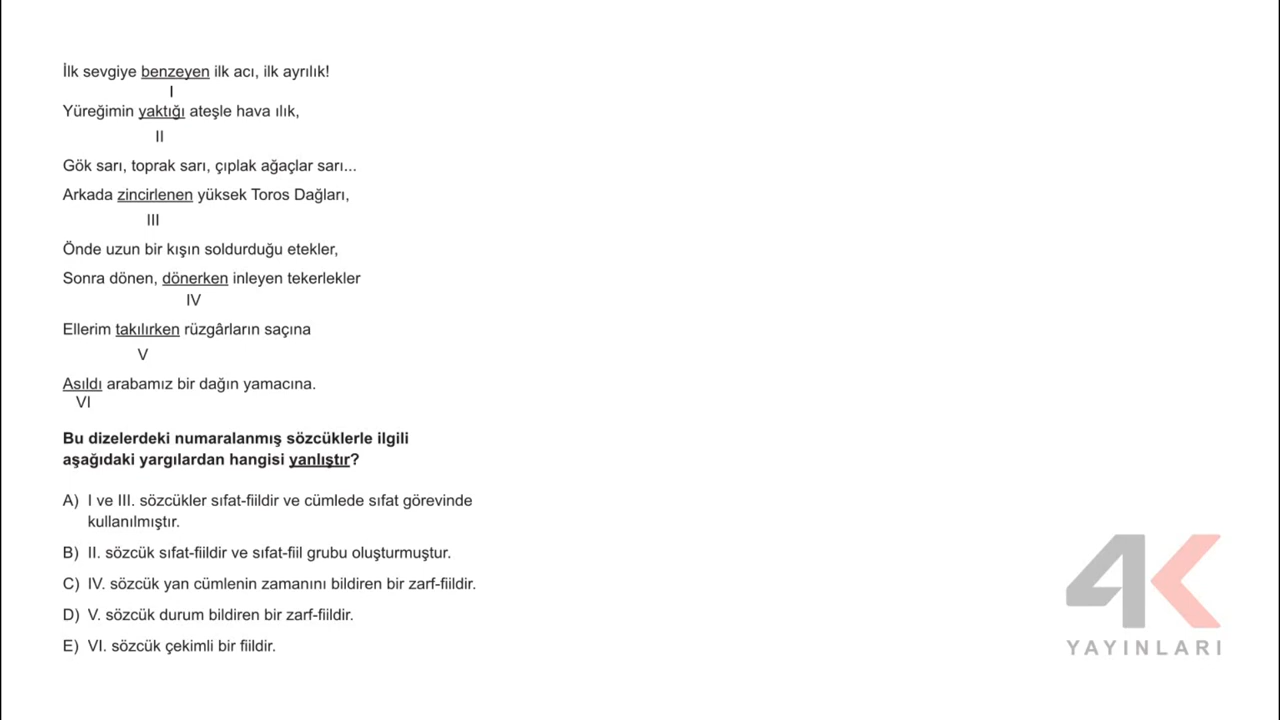 İlk sevgiye benzeyen ilk acı, ilk ayrılık!
I
Yüreğimin yaktığı ateşle hava ılık,
II
Gök sarı, toprak sarı, çıplak ağaçlar sarı...
Arkada zincirlenen yüksek Toros Dağları,
III
Önde uzun bir kışın soldurduğu etekler,
Sonra dönen, dönerken inleyen tekerlekler
IV
Ellerim takılırken rüzgârların saçına
V
Asıldı arabamız bir dağın yamacına.
VI
Bu dizelerdeki numaralanmış sözcüklerle ilgili
aşağıdaki yargılardan hangisi yanlıştır?
A) I ve III. sözcükler sıfat-fiildir ve cümlede sıfat görevinde
kullanılmıştır.
B) II. sözcük sıfat-fiildir ve sıfat-fiil grubu oluşturmuştur.
C) IV. sözcük yan cümlenin zamanını bildiren bir zarf-fiildir.
D) V. sözcük durum bildiren bir zarf-fiildir.
E) VI. sözcük çekimli bir fiildir.
4K
YAYINLARI